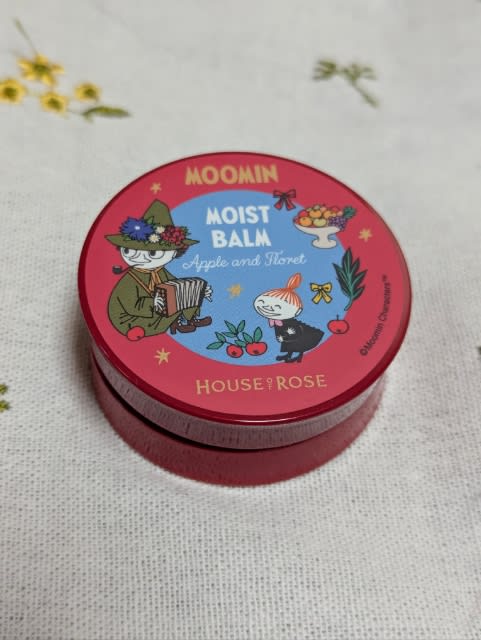 MOOMIN
MOIST
BALM
Apple and Floret
©Moomin Characters™
HOUSE OF ROSE